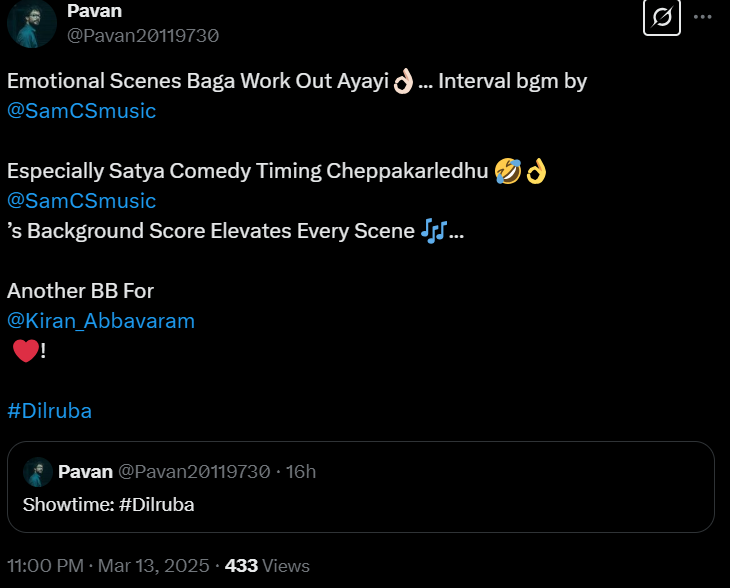 Pavan
@Pavan20119730
Emotional Scenes Baga Work Out Ayayi👌🏻... Interval bgm by
@SamCSmusic
Especially Satya Comedy Timing Cheppakarledhu 🤣👌
@SamCSmusic
’s Background Score Elevates Every Scene 🎶...
Another BB For
@Kiran_Abbavaram
❤️!
#Dilruba
Pavan @Pavan20119730 · 16h
Showtime: #Dilruba
11:00 PM · Mar 13, 2025 · 433 Views